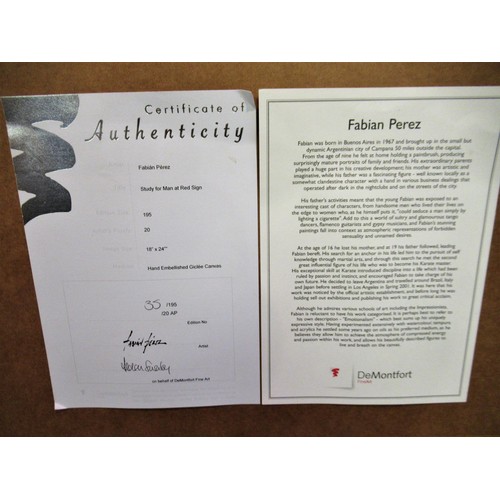 Certificate of
Authenticity
Fabián Pérez
Study for Man at Red Sign
195
20
18" x 24"
Hand Embellished Giclée Canvas
35 /195
/20 AP
Edition No
Artist
on behalf of DeMontfort Fine Art
Fabian Perez
Fabian was born in Buenos Aires in 1967 and brought up in the small but
dynamic Argentinian city of Campana 50 miles outside the capital.
From the age of nine he felt at home holding a paintbrush, producing
surprisingly mature portraits of family and friends. His extraordinary parents
played a huge part in his creative development; his mother was artistic and
imaginative, while his father was a fascinating figure - well known locally as a
somewhat clandestine character with a hand in various business dealings that
operated after dark in the nightclubs and on the streets of the city.
His father's activities meant that the young Fabian was exposed to an
interesting cast of characters, from handsome men who lived their lives on
the edge to women who, as he himself puts it, "could seduce a man simply by
lighting a cigarette". Add to this a world of sultry and glamorous tango
dancers, flamenco guitarists and gypsy musicians, and Fabian's stunning
paintings fall into context as atmospheric representations of forbidden
sensuality and unnamed desire.
At the age of 16 he lost his mother, and at 19 his father followed, leaving
Fabian bereft. His search for an anchor in his life led him to the pursuit of self
knowledge through martial arts, and through this search he met the second
great influential figure of his life who was to become his Karate master.
His exceptional skill at Karate introduced discipline into a life which had been
ruled by passion and instinct, and encouraged Fabian to take charge of his
own future. He decided to leave Argentina and travelled around Brazil, Italy
and Japan before settling in Los Angeles in Spring 2001. It was here that his
work was noticed by the official artistic establishment, and before long he was
holding sell out exhibitions and publishing his work to great critical acclaim.
Although he admires various schools of art including the Impressionists,
Fabian is reluctant to have his work categorised. It is perhaps best to refer to
his own description - "Emotionalism" - which best sums up his uniquely
expressive style. Having experimented extensively with watercolour, tempera
and acrylics he settled some years ago on oils as his preferred medium, as he
believes they allow him to achieve the atmosphere of compressed energy
and passion within his work, and allows his beautifully described figures to
live and breath on the canvas.
DeMontfort